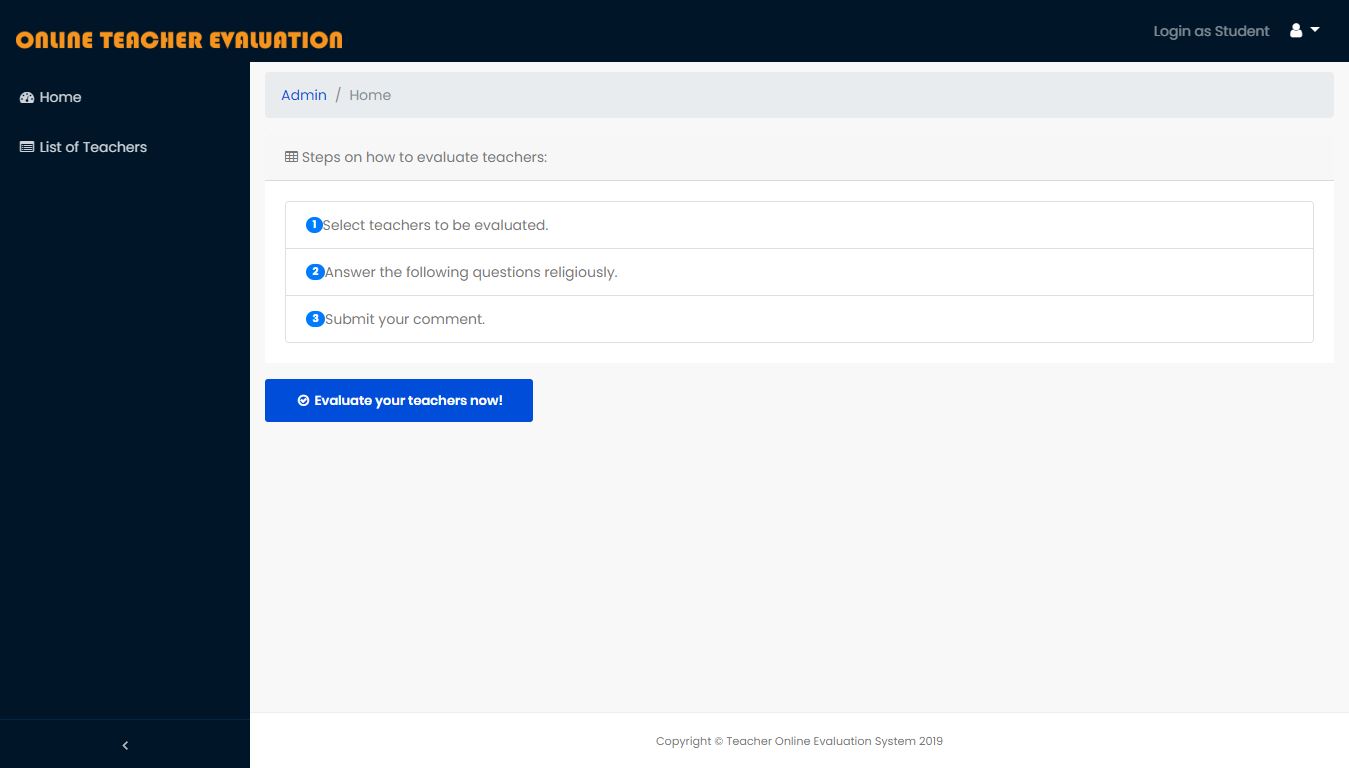 ONLINE TEACHER EVALUATION
Login as Student
Home
List of Teachers
Admin / Home
Steps on how to evaluate teachers:
1 Select teachers to be evaluated.
2 Answer the following questions religiously.
3 Submit your comment.
Evaluate your teachers now!
Copyright © Teacher Online Evaluation System 2019